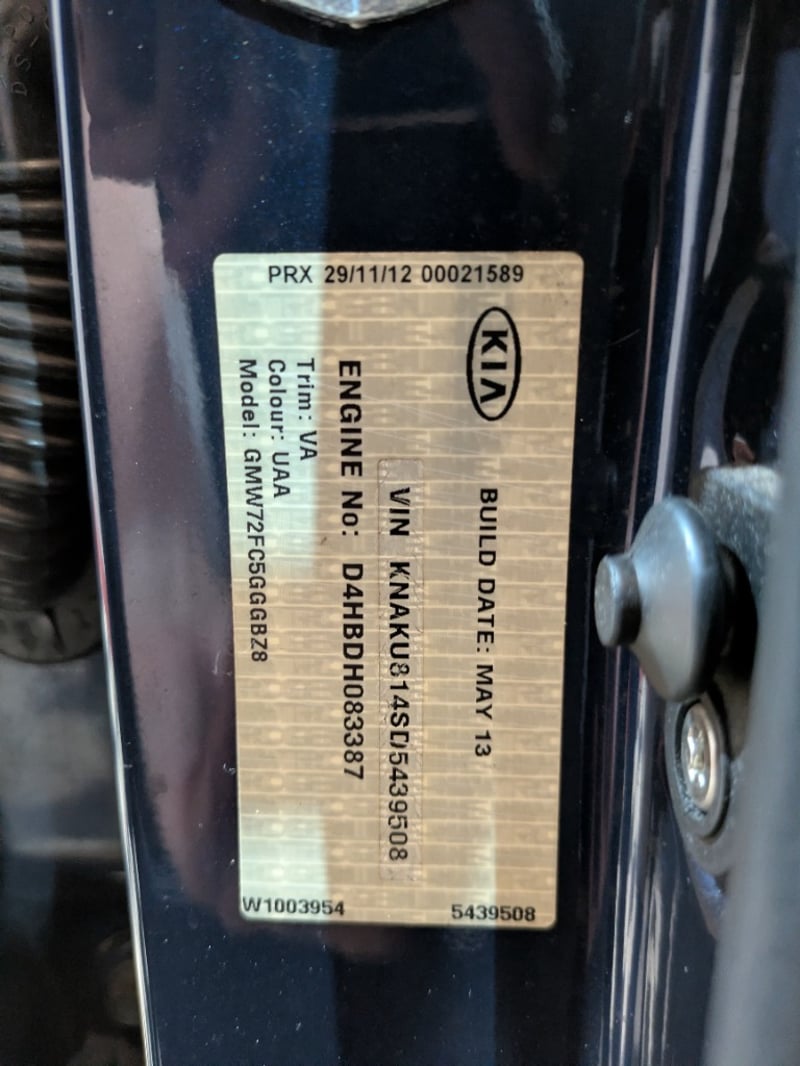 PRX 29/11/12 00021589
KIA
BUILD DATE: MAY 13
VIN KNAKU814SD5439508
ENGINE No: D4HBDH083387
Trim: VA
Colour: UAA
Model: GMW72FC5GGGBZ8
W1003954
5439508